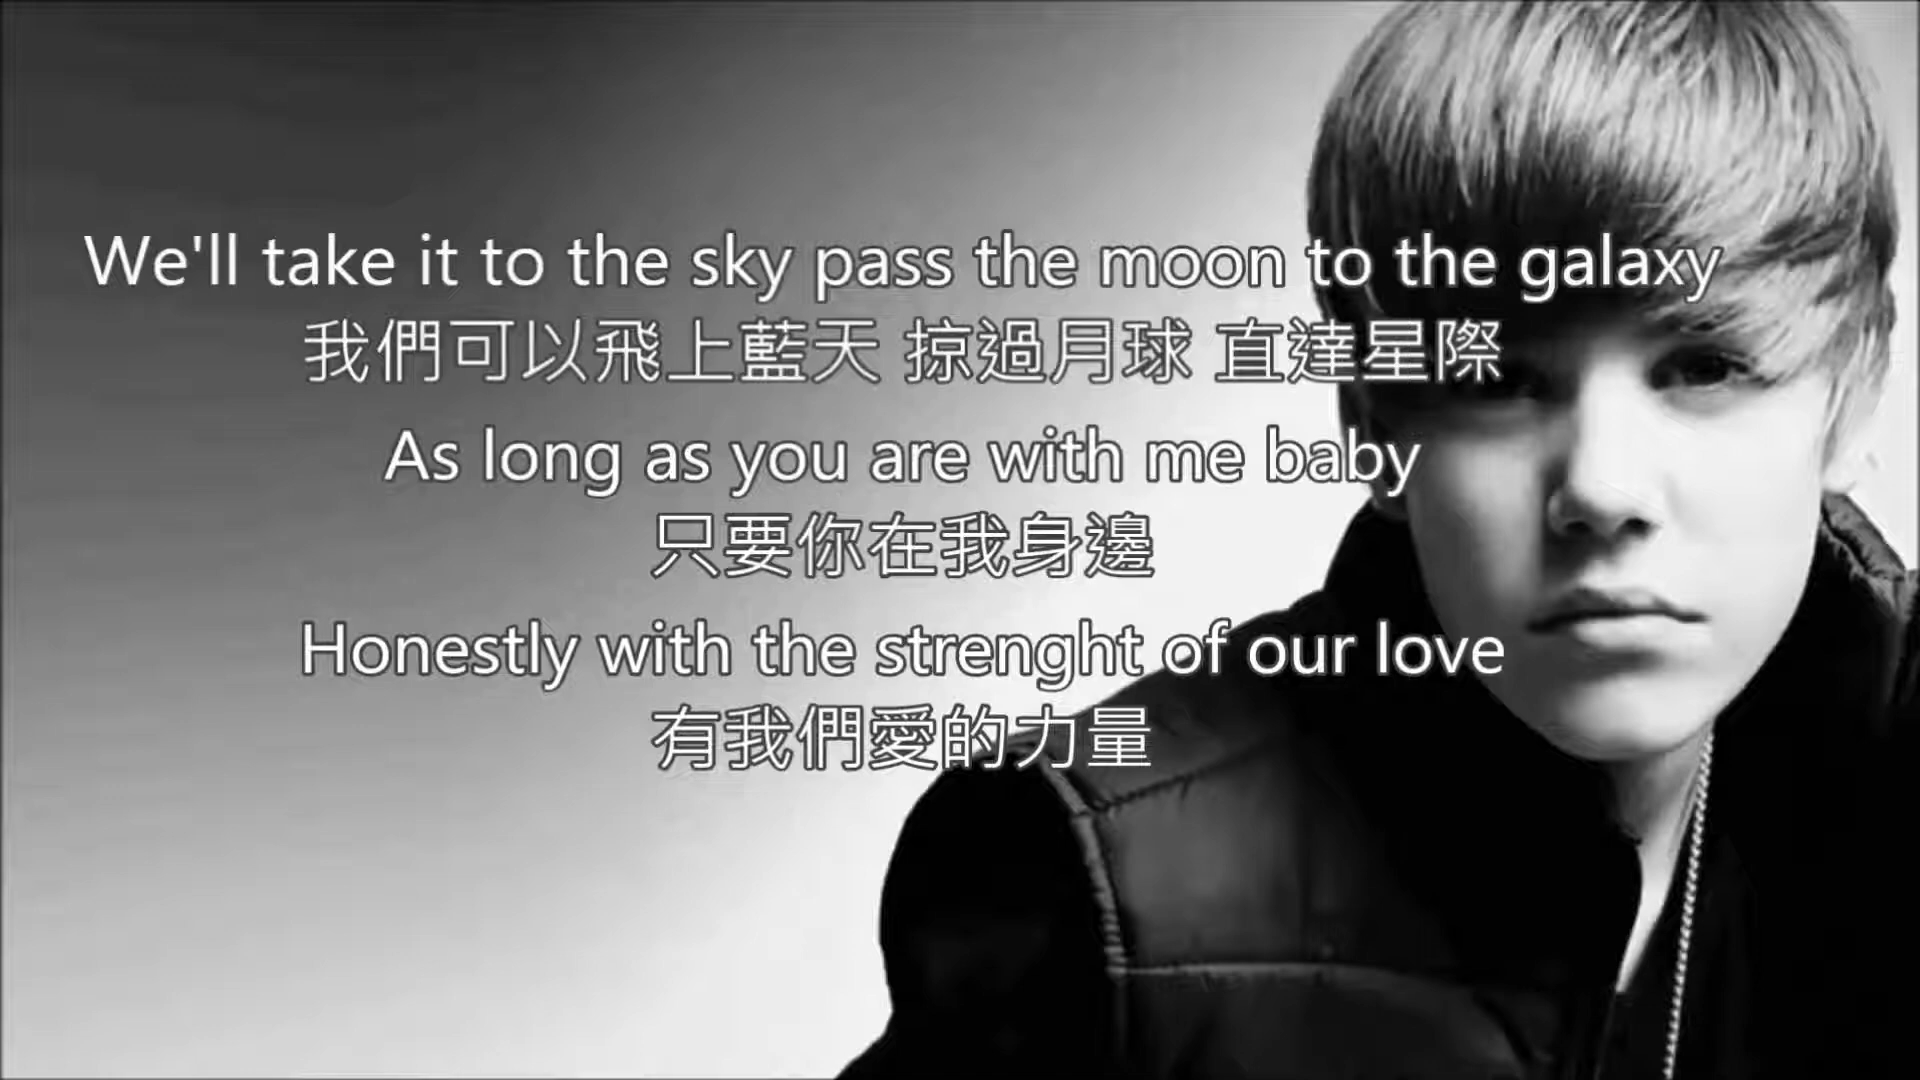 We'll take it to the sky pass the moon to the galaxy
我們可以飛上藍天 掠過月球 直達星際
As long as you are with me baby
只要你在我身邊
Honestly with the strenght of our love
有我們愛的力量